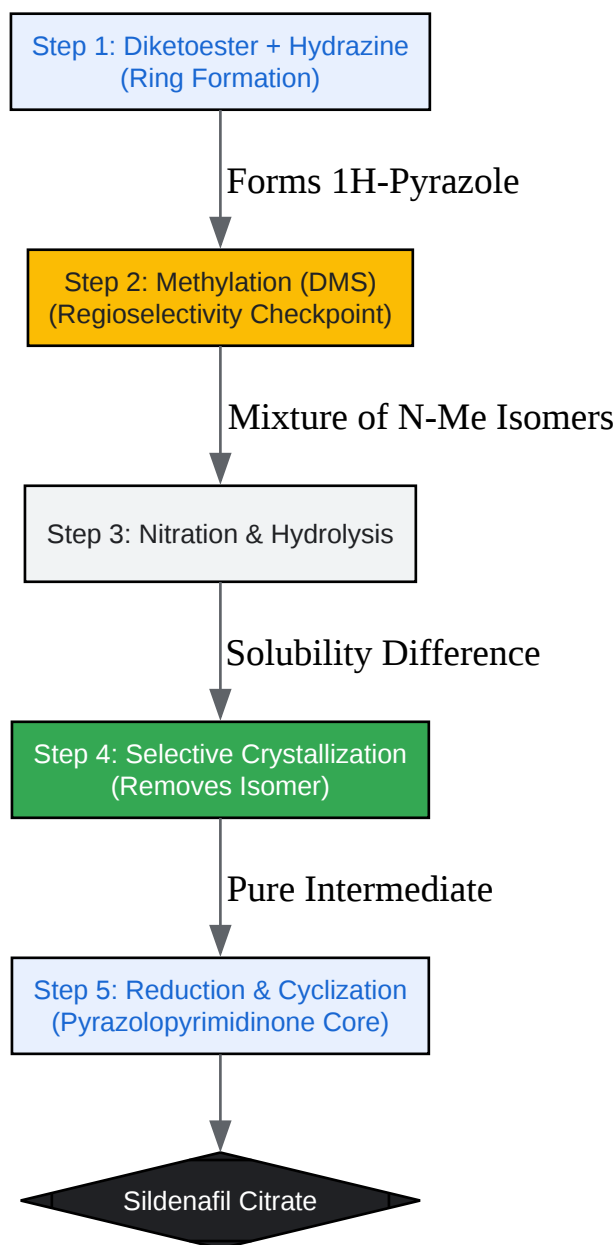 Step 1: Diketoester + Hydrazine
(Ring Formation)
Forms 1H-Pyrazole
Step 2: Methylation (DMS)
(Regioselectivity Checkpoint)
Mixture of N-Me Isomers
Step 3: Nitration & Hydrolysis
Solubility Difference
Step 4: Selective Crystallization
(Removes Isomer)
Pure Intermediate
Step 5: Reduction & Cyclization
(Pyrazolopyrimidinone Core)
Sildenafil Citrate